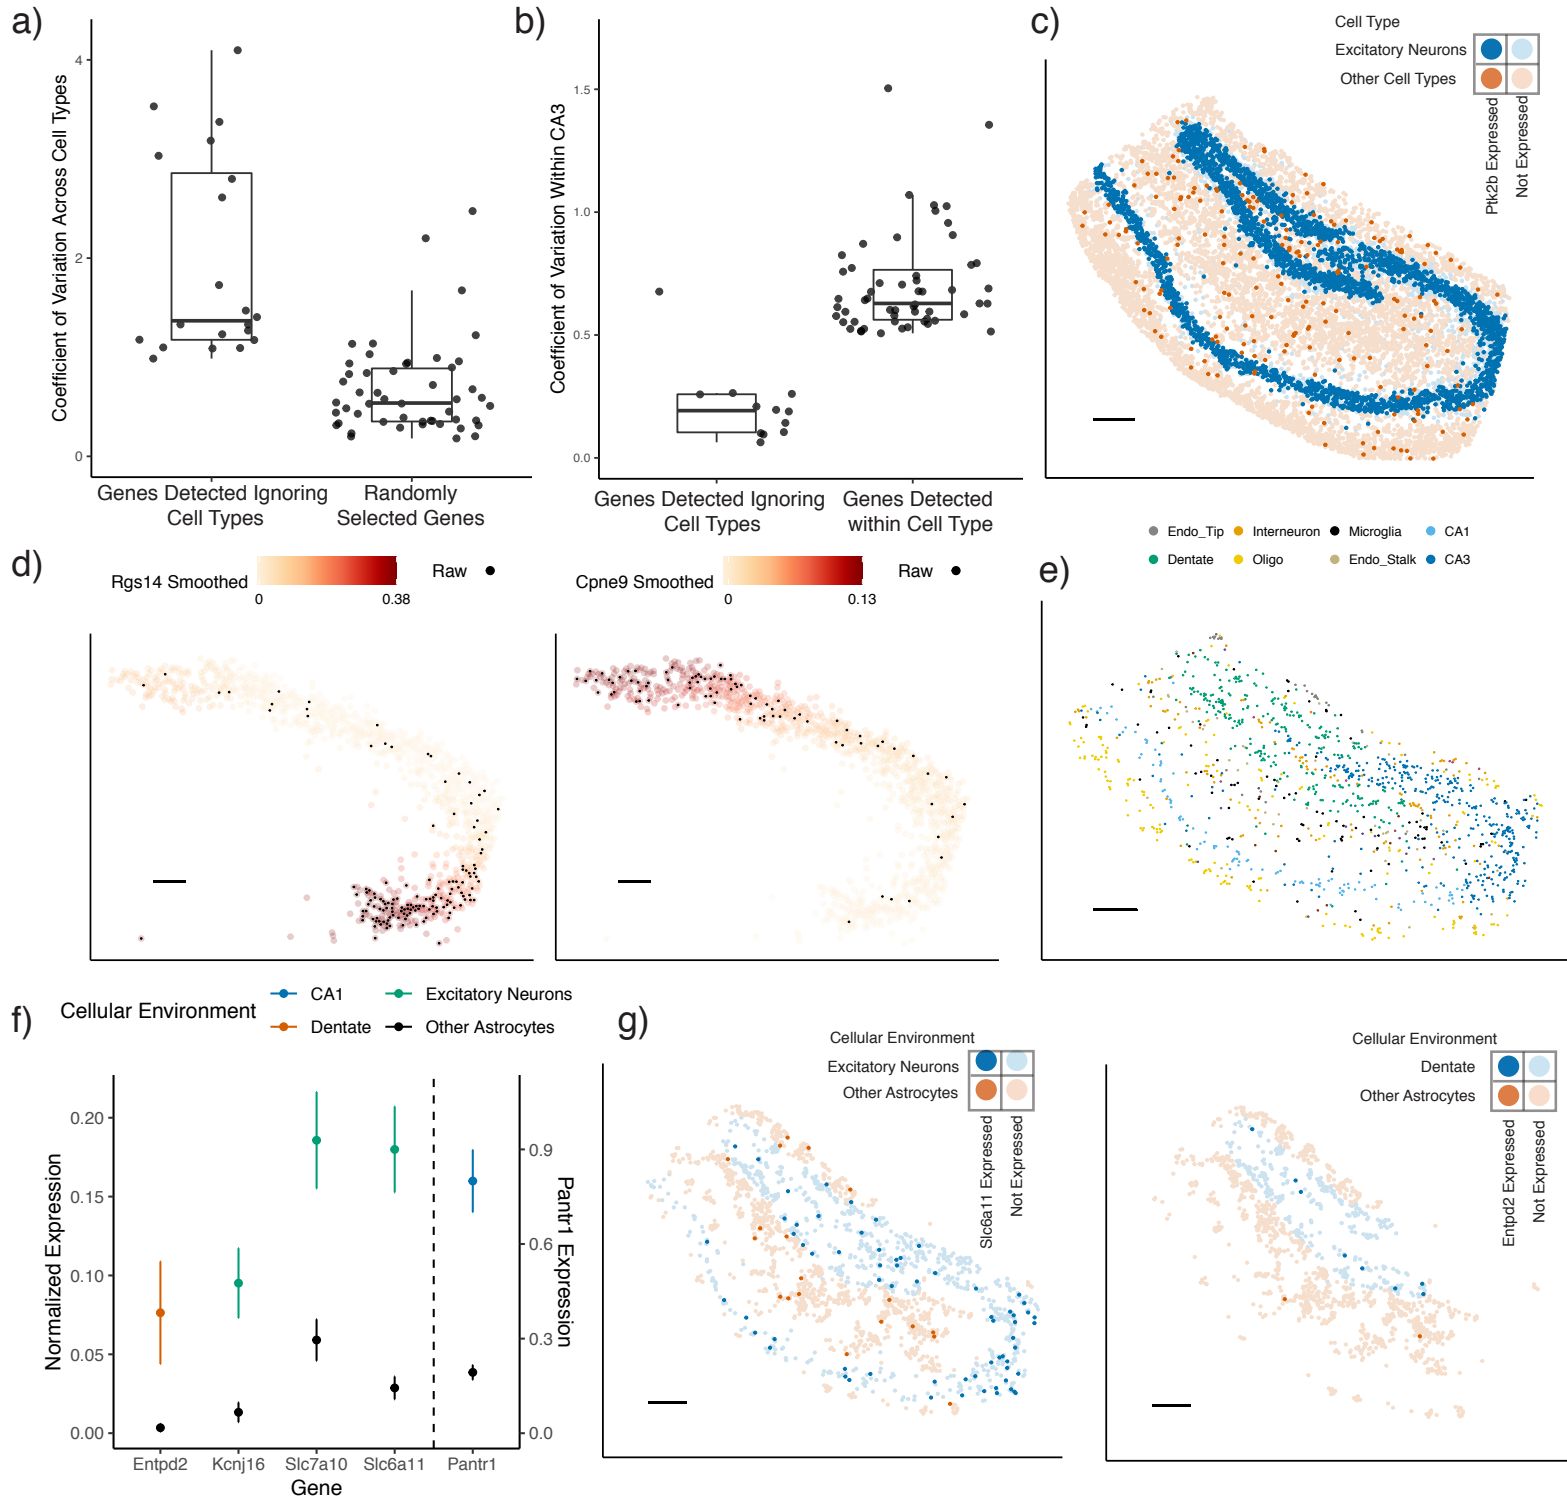 a)
Coefficient of Variation Across Cell Types
4
2
0
Genes Detected Ignoring
Cell Types
Randomly
Selected Genes
b)
Coefficient of Variation Within CA3
1.5
1.0
0.5
0.0
Genes Detected Ignoring
Cell Types
Genes Detected
within Cell Type
c)
Cell Type
Excitatory Neurons
Other Cell Types
Ptk2b Expressed
Not Expressed
d)
Rgs14 Smoothed
0
0.38
Raw
Cpne9 Smoothed
0
0.13
Raw
e)
Endo_Tip
Interneuron
Microglia
CA1
Dentate
Oligo
Endo_Stalk
CA3
f)
Cellular Environment
CA1
Excitatory Neurons
Dentate
Other Astrocytes
Normalized Expression
0.20
0.15
0.10
0.05
0.00
0.9
0.6
0.3
0.0
Pantr1 Expression
Entpd2
Kcnj16
Slc7a10
Slc6a11
Pantr1
Gene
g)
Cellular Environment
Excitatory Neurons
Other Astrocytes
Slc6a11 Expressed
Not Expressed
Cellular Environment
Dentate
Other Astrocytes
Entpd2 Expressed
Not Expressed